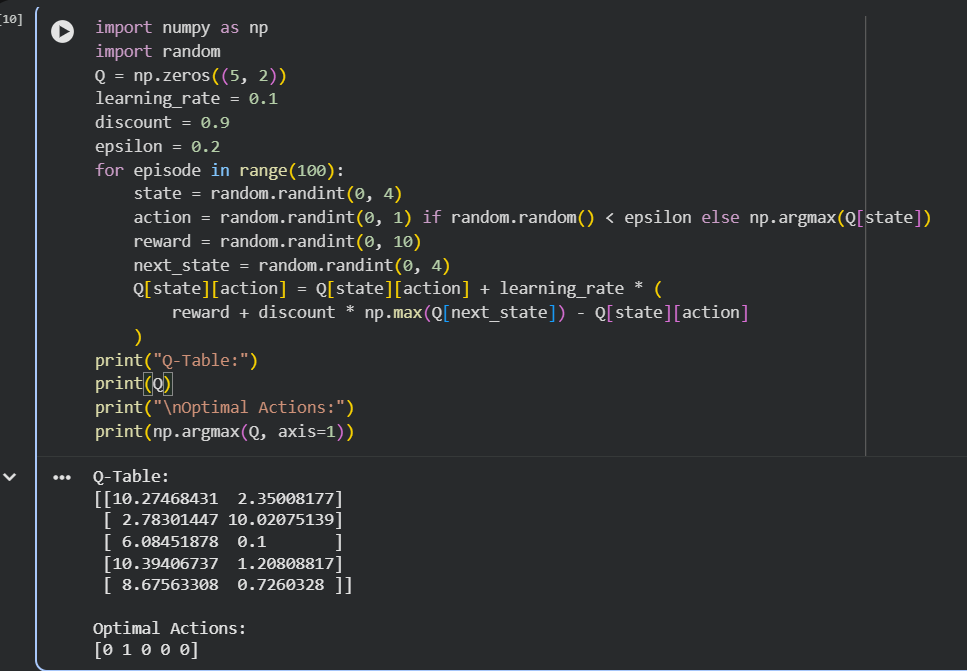 [10]
import numpy as np
import random
Q = np.zeros((5, 2))
learning_rate = 0.1
discount = 0.9
epsilon = 0.2
for episode in range(100):
    state = random.randint(0, 4)
    action = random.randint(0, 1) if random.random() < epsilon else np.argmax(Q[state])
    reward = random.randint(0, 10)
    next_state = random.randint(0, 4)
    Q[state][action] = Q[state][action] + learning_rate * (
        reward + discount * np.max(Q[next_state]) - Q[state][action]
    )
print("Q-Table:")
print(Q)
print("\nOptimal Actions:")
print(np.argmax(Q, axis=1))
Q-Table:
[[10.27468431  2.35008177]
 [ 2.78301447 10.02075139]
 [ 6.08451878  0.1       ]
 [10.39406737  1.20808817]
 [ 8.67563308  0.7260328 ]]
Optimal Actions:
[0 1 0 0 0]